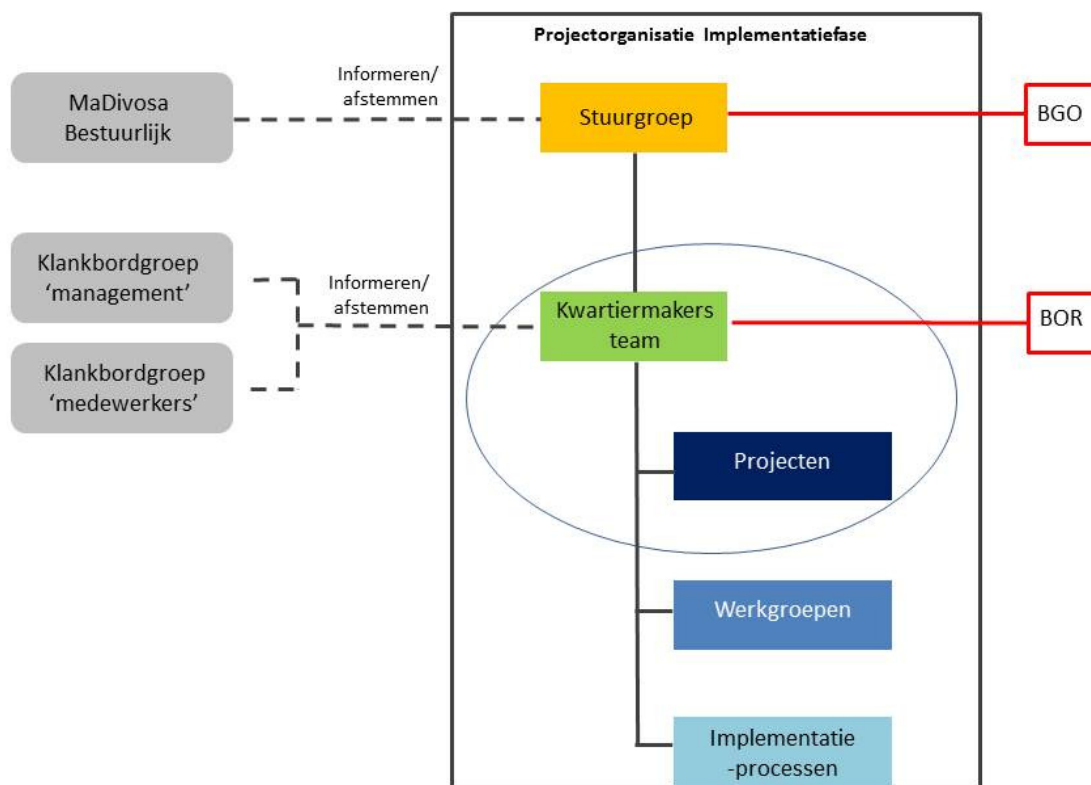 Projectorganisatie Implementatiefase
Informeren/
afstemmen
MaDivosa
Bestuurlijk
Stuurgroep
BGO
Klankbordgroep
‘management’
Informeren/
afstemmen
Kwartiermakers
team
BOR
Klankbordgroep
‘medewerkers’
Projecten
Werkgroepen
Implementatie
-processen